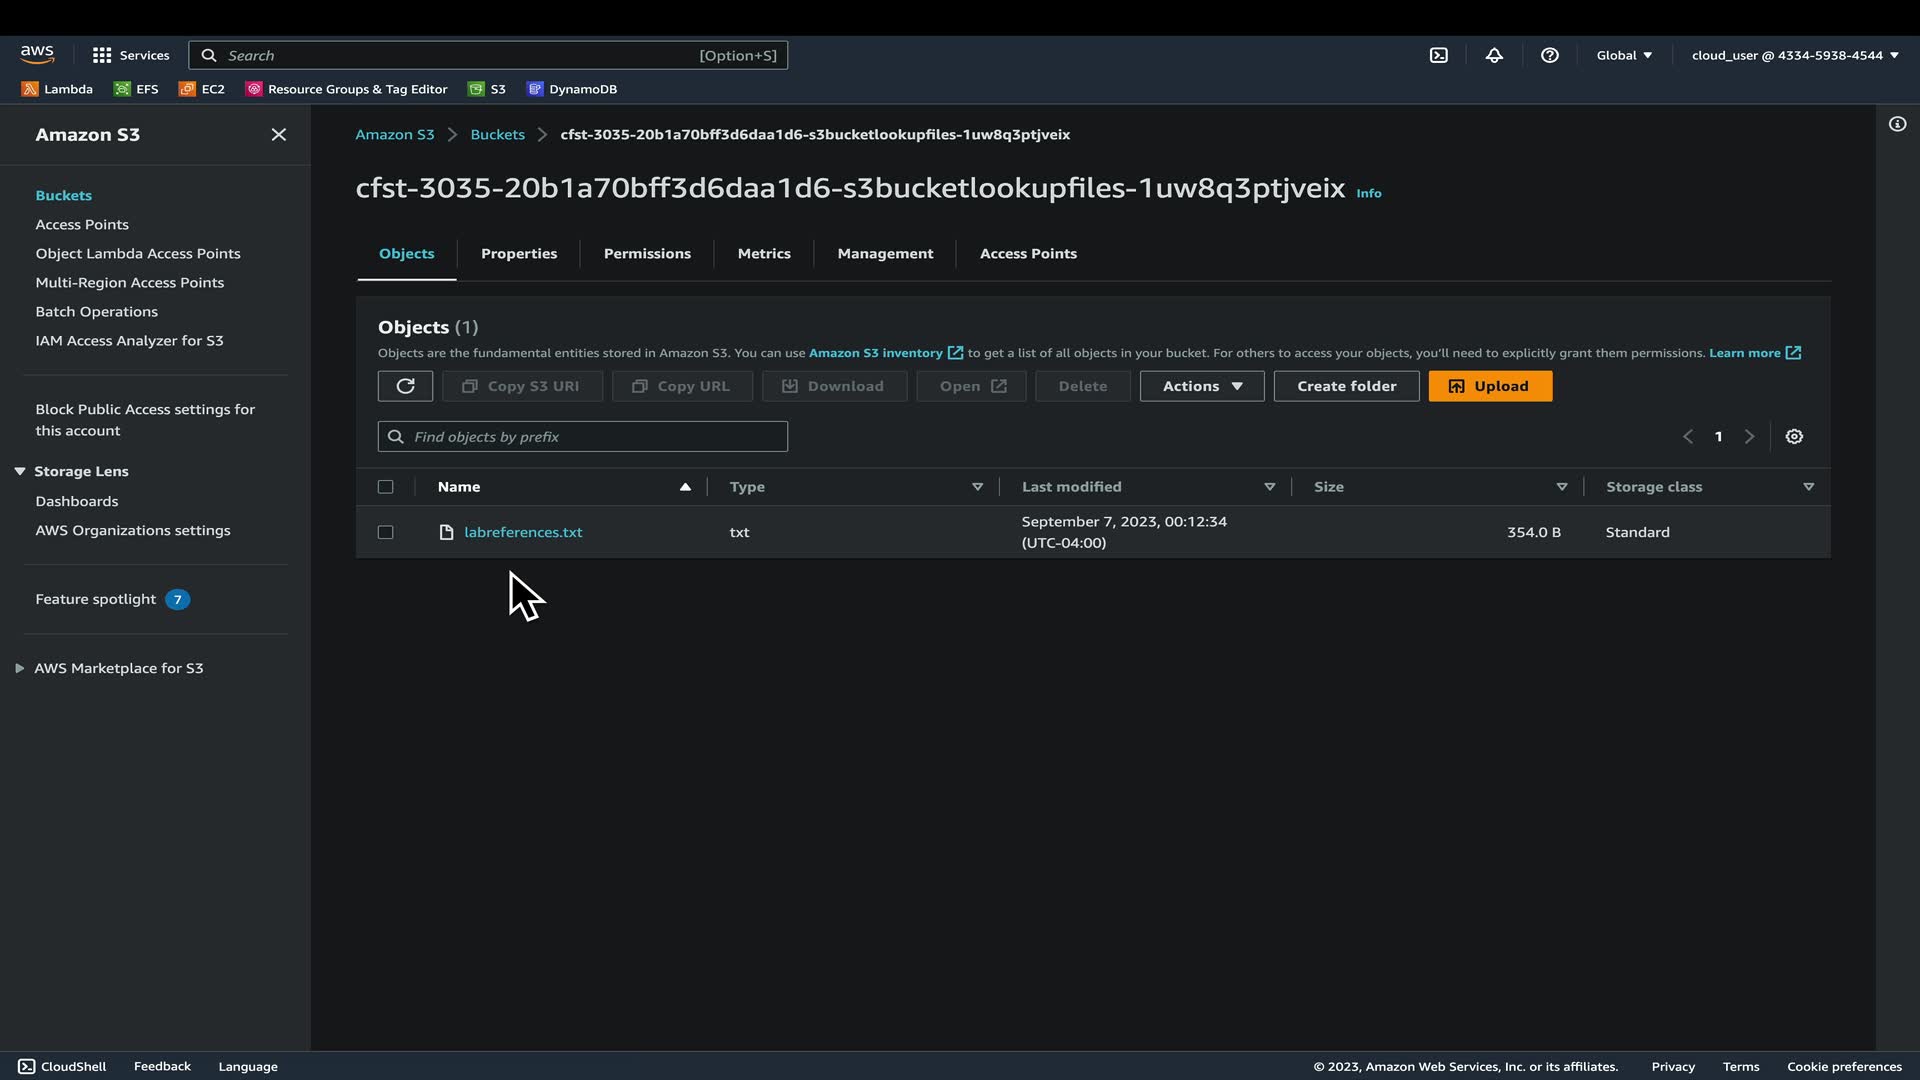 aws
Services
Search [Option+S]
Global
cloud_user @ 4334-5938-4544
Lambda
EFS
EC2
Resource Groups & Tag Editor
S3
DynamoDB
Amazon S3
Buckets
Access Points
Object Lambda Access Points
Multi-Region Access Points
Batch Operations
IAM Access Analyzer for S3
Block Public Access settings for
this account
Storage Lens
Dashboards
AWS Organizations settings
Feature spotlight 7
AWS Marketplace for S3
Amazon S3 > Buckets > cfst-3035-20b1a70bff3d6daa1d6-s3bucketlookupfiles-1uw8q3ptjveix
cfst-3035-20b1a70bff3d6daa1d6-s3bucketlookupfiles-1uw8q3ptjveix Info
Objects
Properties
Permissions
Metrics
Management
Access Points
Objects (1)
Objects are the fundamental entities stored in Amazon S3. You can use Amazon S3 inventory to get a list of all objects in your bucket. For others to access your objects, you'll need to explicitly grant them permissions. Learn more
Copy S3 URI
Copy URL
Download
Open
Delete
Actions
Create folder
Upload
Find objects by prefix
1
Name
Type
Last modified
Size
Storage class
labreferences.txt
txt
September 7, 2023, 00:12:34
(UTC-04:00)
354.0 B
Standard
CloudShell
Feedback
Language
© 2023, Amazon Web Services, Inc. or its affiliates.
Privacy
Terms
Cookie preferences